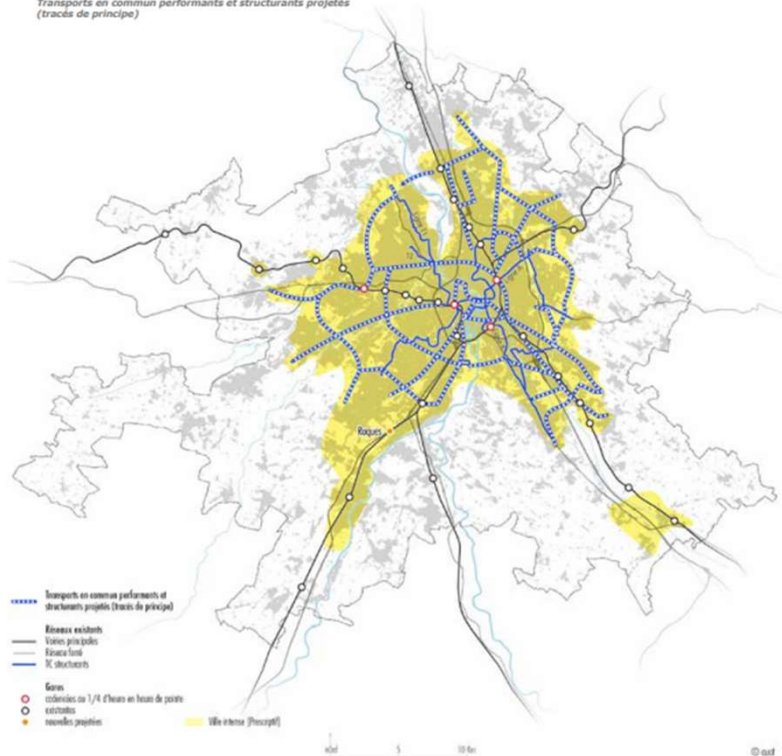 Transports en commun performants et structurants projetés
(tracés de principe)
Roques
Transports en commun performants et
structurants projetés (tracés de principe)
Réseaux existants
Voiries principales
Réseau ferré
TC structurants
Gares
cadencées au 1/4 d'heure en heure de pointe
existantes
nouvelles projetées
Ville intense (Prescriptif)
5
10 Km